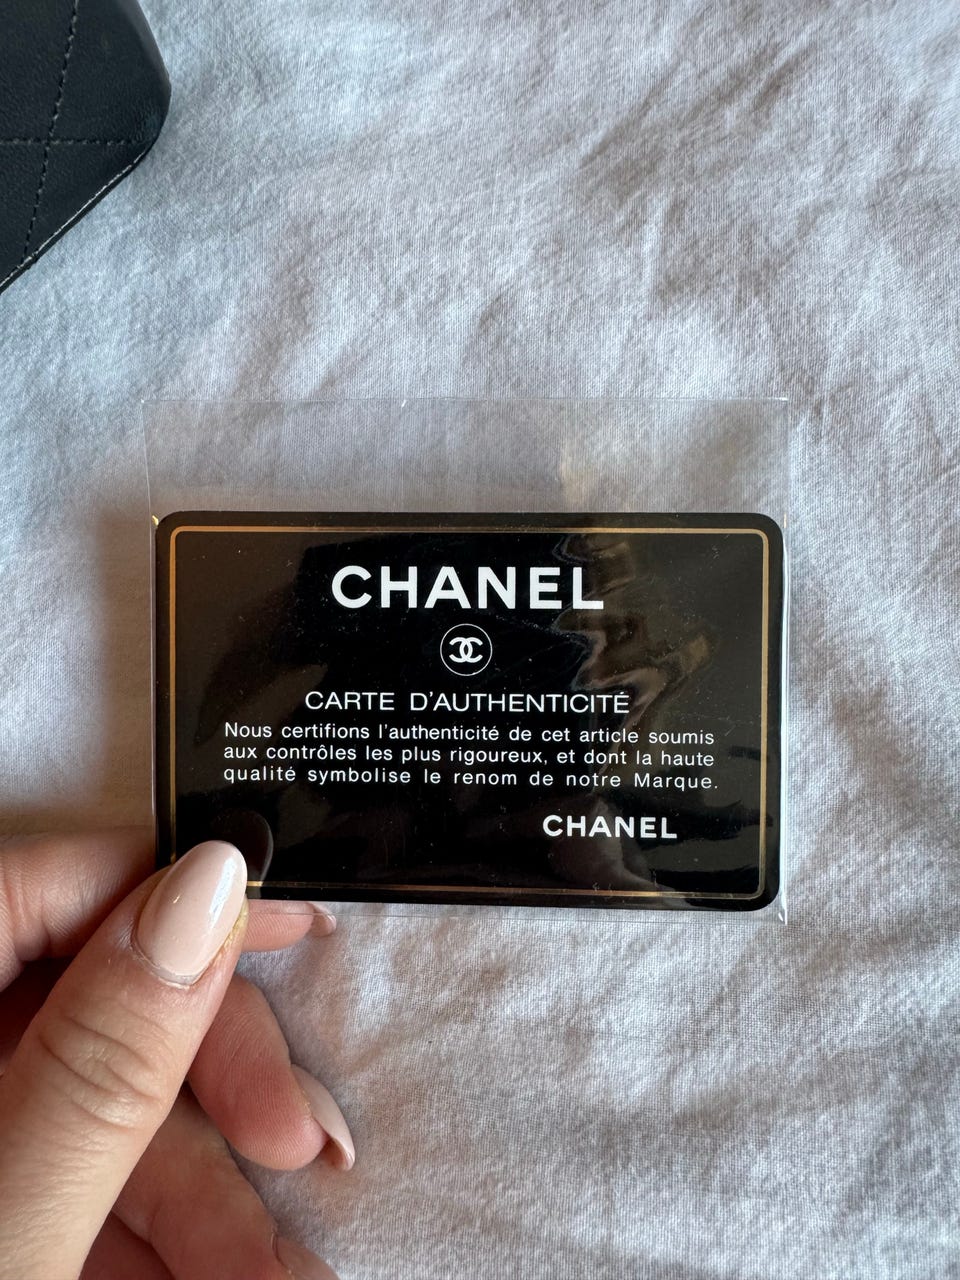 CHANEL
CARTE D'AUTHENTICITÉ
Nous certifions l'authenticité de cet article soumis
aux contrôles les plus rigoureux, et dont la haute
qualité symbolise le renom de notre Marque.
CHANEL